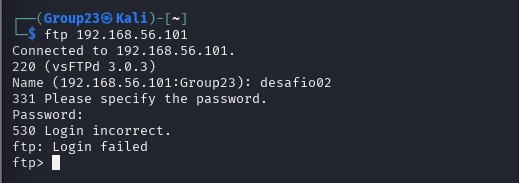 ┌──(Group23㉿Kali)-[~]
└─$ ftp 192.168.56.101
Connected to 192.168.56.101.
220 (vsFTPd 3.0.3)
Name (192.168.56.101:Group23): desafio02
331 Please specify the password.
Password:
530 Login incorrect.
ftp: Login failed
ftp>